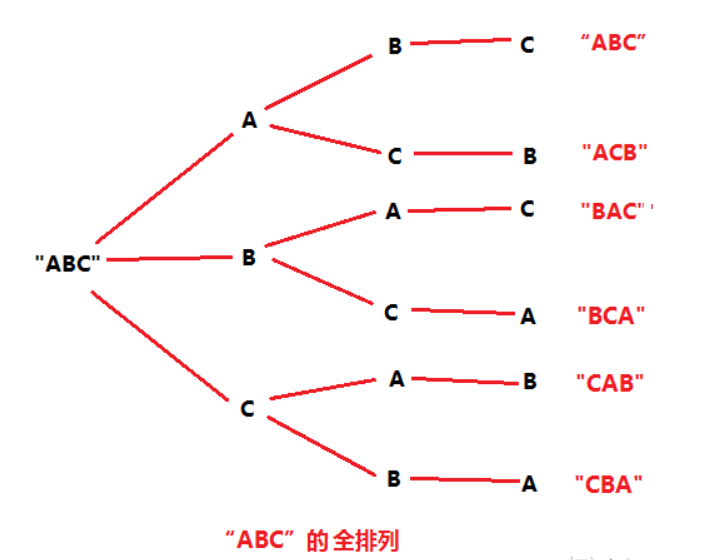 B C “ABC”
A
C B "ACB"
A C "BAC" '
"ABC" B
C A "BCA"
A B "CAB"
C
B A "CBA"
“ABC” 的全排列